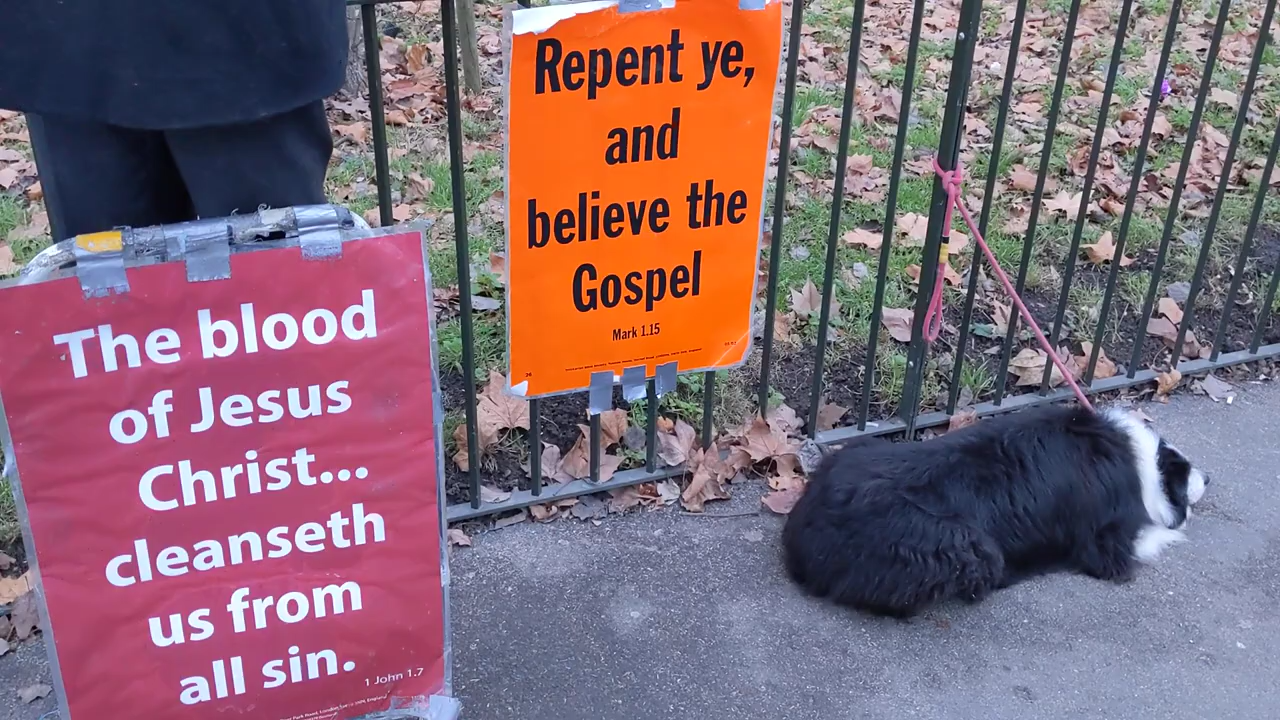 The blood
of Jesus
Christ...
cleanseth
us from
all sin.
1 John 1.7
Repent ye,
and
believe the
Gospel
Mark 1.15